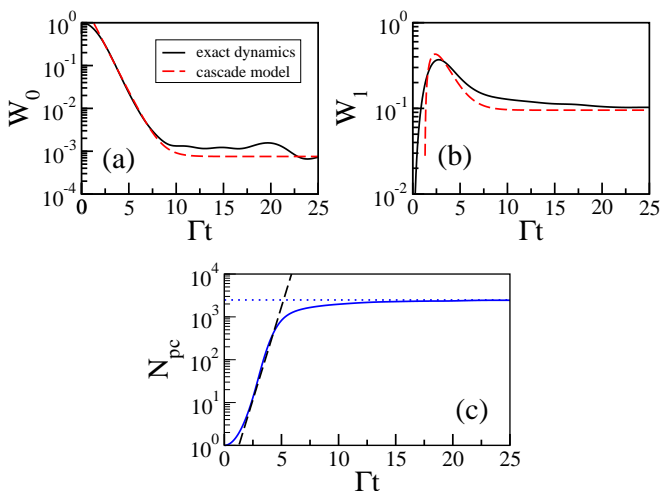 10^0
10^-1
10^-2
10^-3
10^-4
W_0
exact dynamics
cascade model
(a)
0 0 5 10 15 20 25
Γt
10^0
10^-1
10^-2
W_1
(b)
0 5 10 15 20 25
Γt
10^4
10^3
10^2
10^1
10^0
N_pc
(c)
0 5 10 15 20 25
Γt